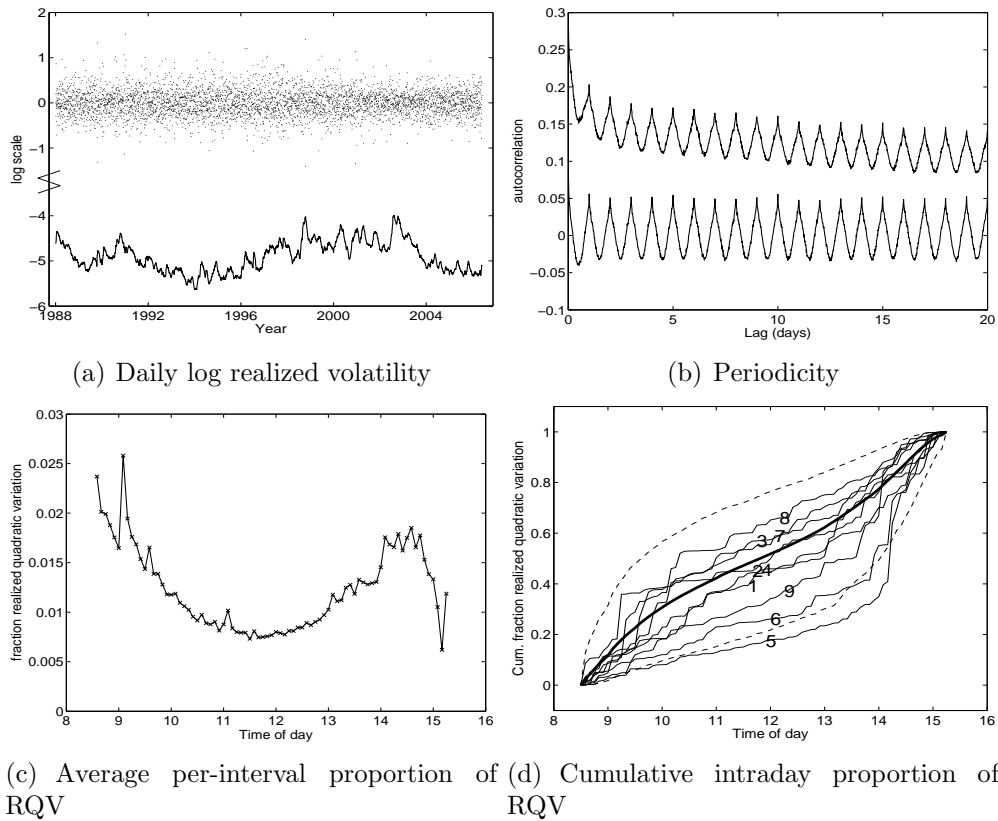 2
1
0
−1
−4
−5
−6
log scale
1988 1992 1996 2000 2004
Year
(a) Daily log realized volatility
0.3
0.25
0.2
0.15
0.1
0.05
0
−0.05
−0.1
autocorrelation
0 5 10 15 20
Lag (days)
(b) Periodicity
0.03
0.025
0.02
0.015
0.01
0.005
0
fraction realized quadratic variation
8 9 10 11 12 13 14 15 16
Time of day
(c) Average per-interval proportion of
RQV
1
0.8
0.6
0.4
0.2
0
Cum. fraction realized quadratic variation
8
7
3
24
1
9
6
5
8 9 10 11 12 13 14 15 16
Time of day
(d) Cumulative intraday proportion of
RQV